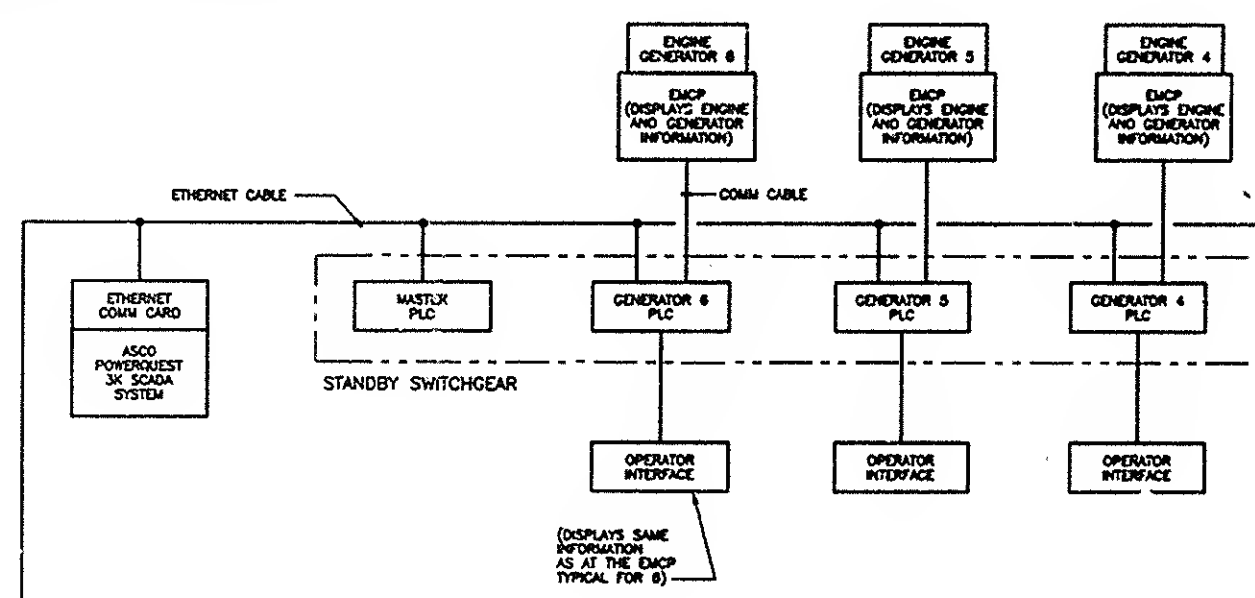 ENGINE
GENERATOR 6
ENGINE
GENERATOR 5
ENGINE
GENERATOR 4
EMCP
(DISPLAYS ENGINE
AND GENERATOR
INFORMATION)
EMCP
(DISPLAYS ENGINE
AND GENERATOR
INFORMATION)
EMCP
(DISPLAYS ENGINE
AND GENERATOR
INFORMATION)
ETHERNET CABLE
COMM CABLE
ETHERNET
COMM CARD
ASCO
POWERQUEST
3K SCADA
SYSTEM
MASTER
PLC
GENERATOR 6
PLC
GENERATOR 5
PLC
GENERATOR 4
PLC
STANDBY SWITCHGEAR
OPERATOR
INTERFACE
OPERATOR
INTERFACE
OPERATOR
INTERFACE
(DISPLAYS SAME
INFORMATION
AS AT THE EMCP
TYPICAL FOR 6)